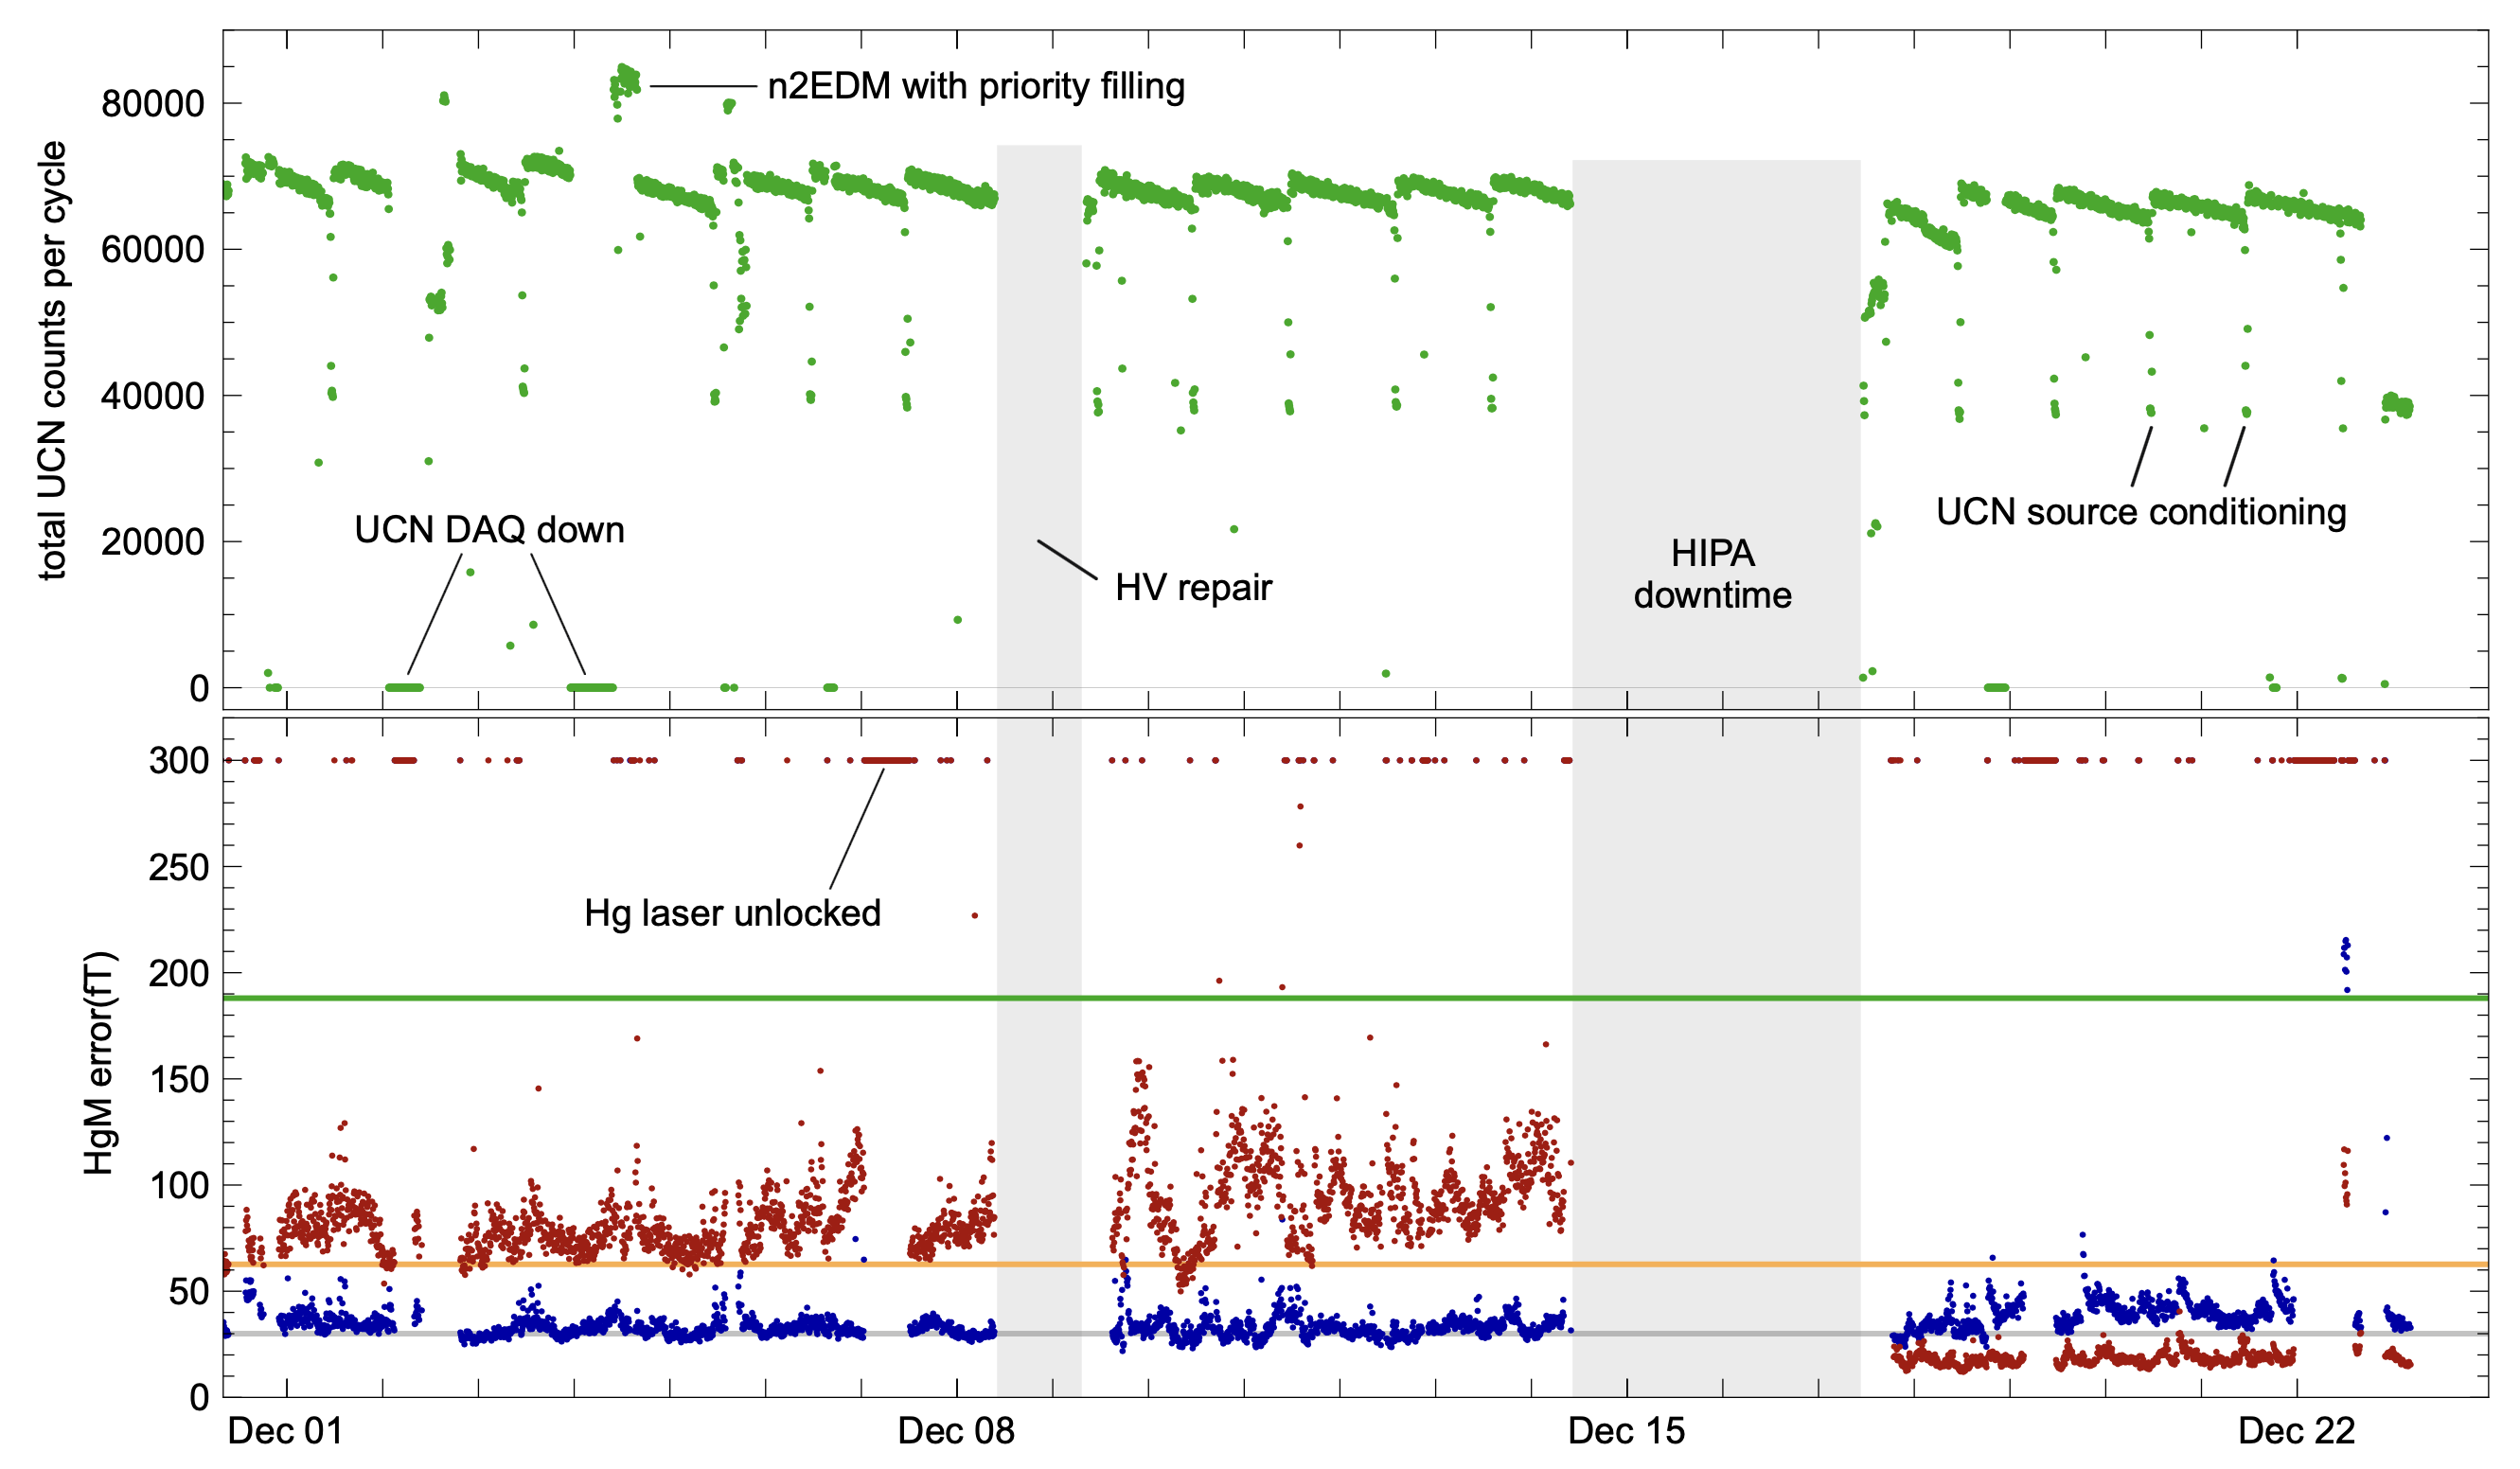 total UCN counts per cycle
80000
60000
40000
20000
0
n2EDM with priority filling
UCN DAQ down
HV repair
HIPA
downtime
UCN source conditioning
HgM error(fT)
300
250
200
150
100
50
0
Hg laser unlocked
Dec 01
Dec 08
Dec 15
Dec 22